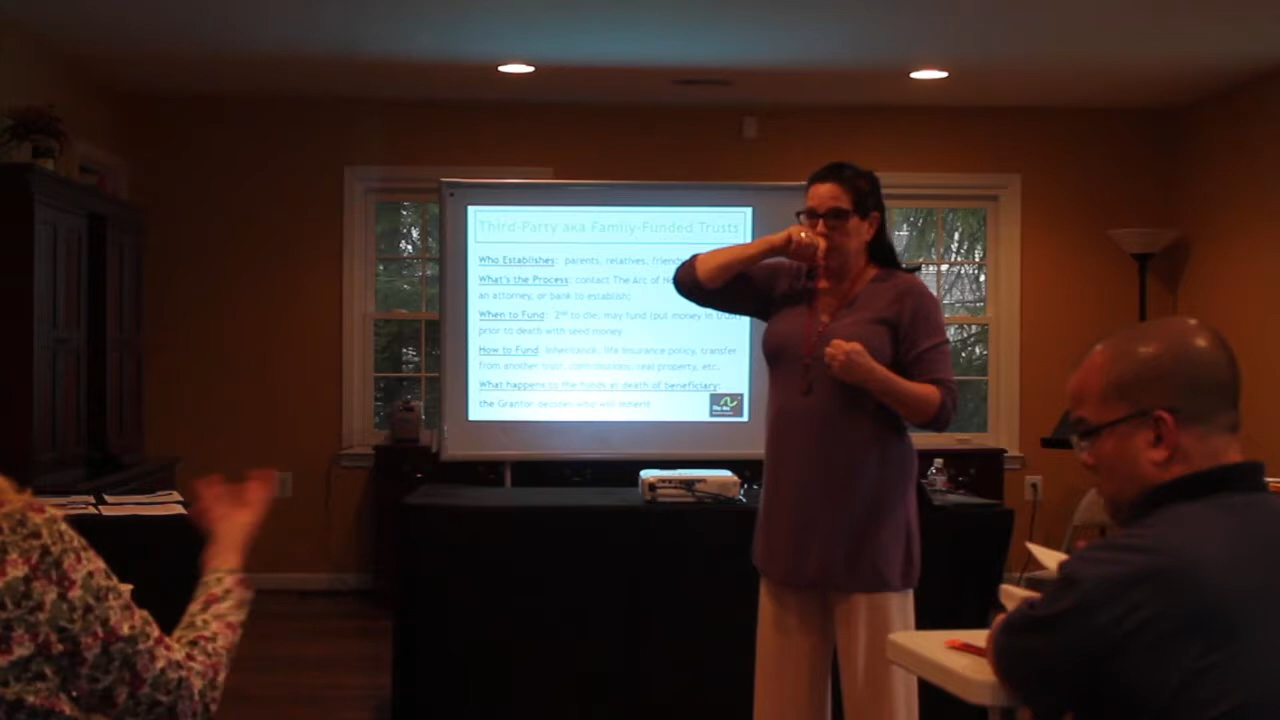 Third-Party aka Family-Funded Trusts
Who Establishes: parents, relatives, friends
What's the Process: contact The Arc of
an attorney, or bank to establish;
When to Fund: 2nd to die, may fund (put money in trust)
prior to death with seed money
How to Fund: Inheritance, life insurance policy, transfer
from another trust, contributions, real property, etc.
What happens to the funds at death of beneficiary:
the Grantor decides who will inherit
The Arc